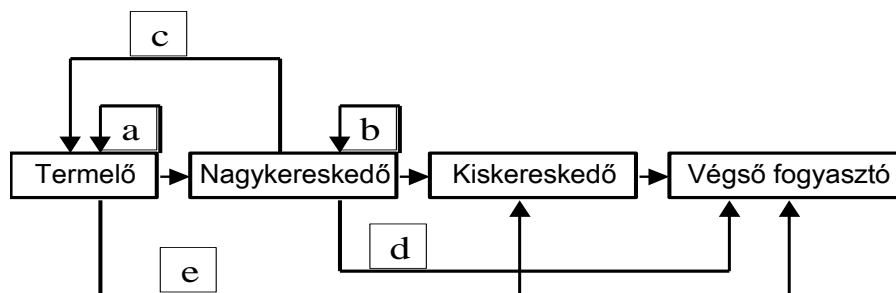 c
a
b
Termelő
Nagykereskedő
Kiskereskedő
Végső fogyasztó
d
e